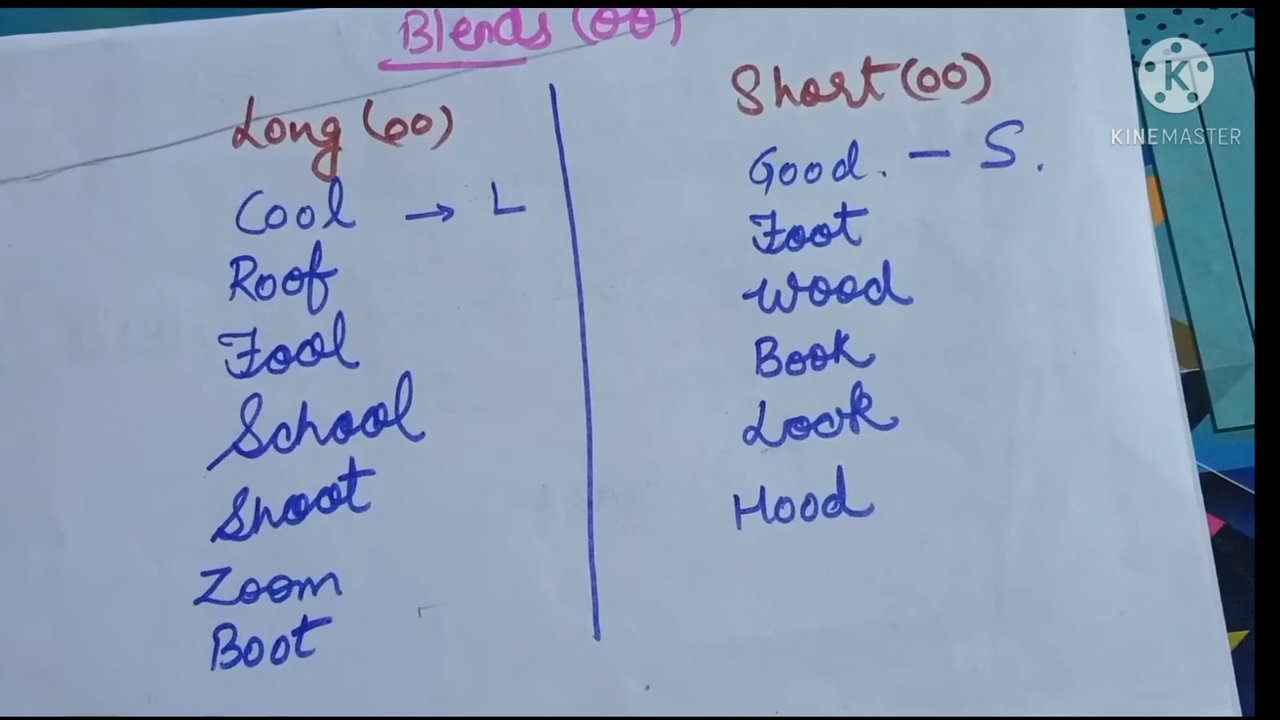 Blends (oo)
Long (oo)
Cool → L
Roof
Fool
School
Shoot
Zoom
Boot
Short (oo)
Good. — S.
Foot
Wood
Book
Look
Hood
K
KINEMASTER